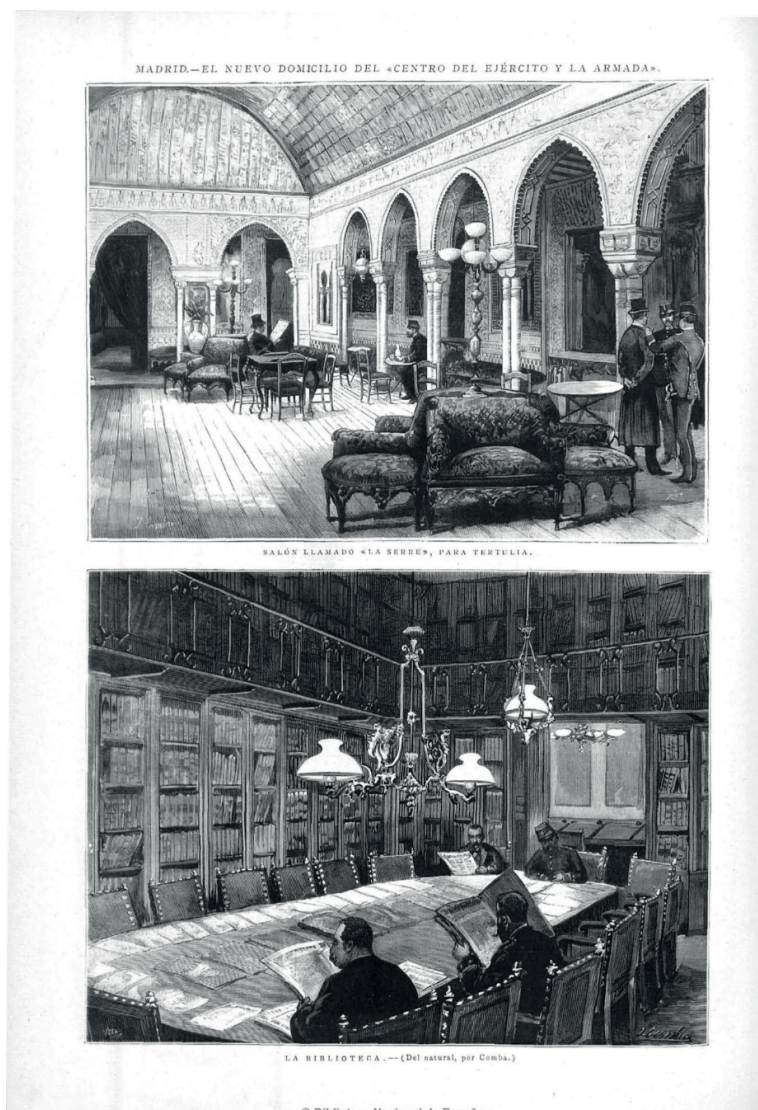 MADRID.—EL NUEVO DOMICILIO DEL «CENTRO DEL EJÉRCITO Y LA ARMADA».
SALÓN LLAMADO «LA SERRE», PARA TERTULIA.
LA BIBLIOTECA.—(Del natural, por Comba.)